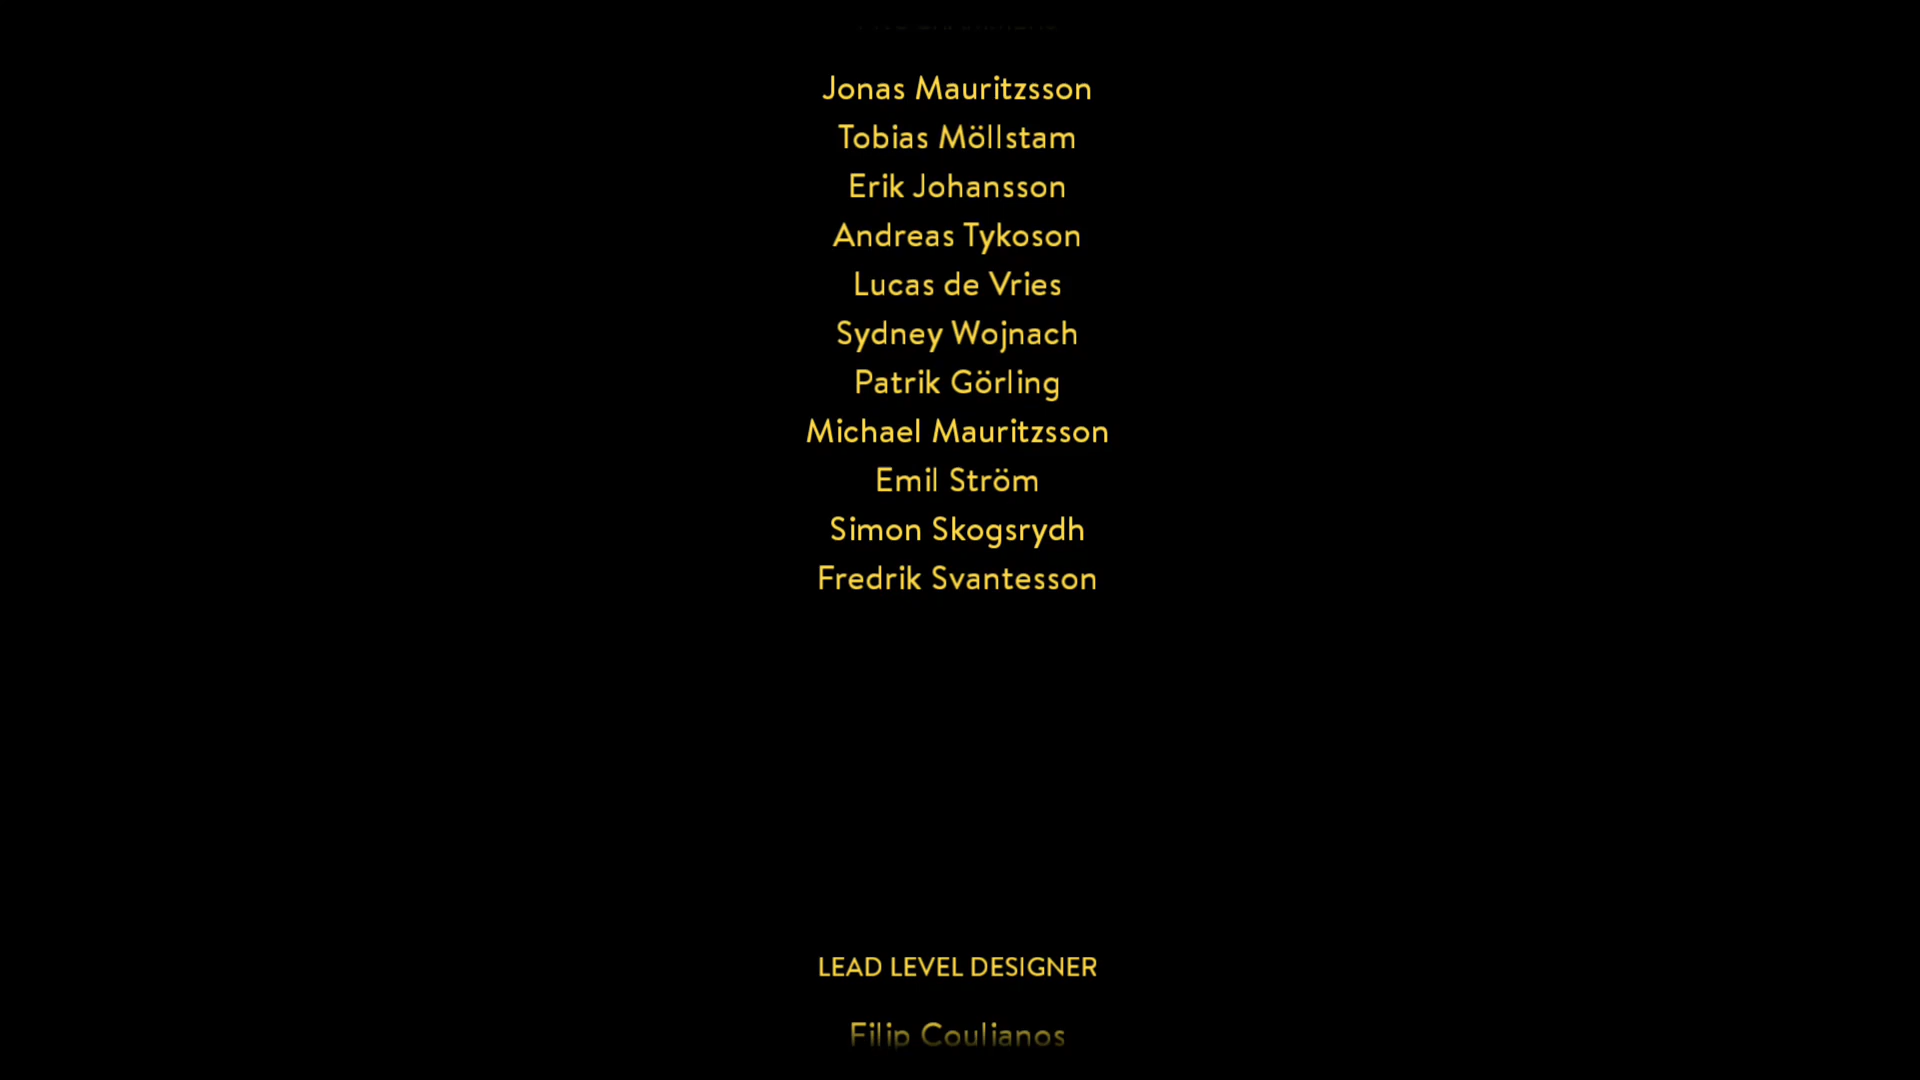 Jonas Mauritzsson
Tobias Möllstam
Erik Johansson
Andreas Tykoson
Lucas de Vries
Sydney Wojnach
Patrik Görling
Michael Mauritzsson
Emil Ström
Simon Skogsrydh
Fredrik Svantesson
LEAD LEVEL DESIGNER
Filip Coulianos